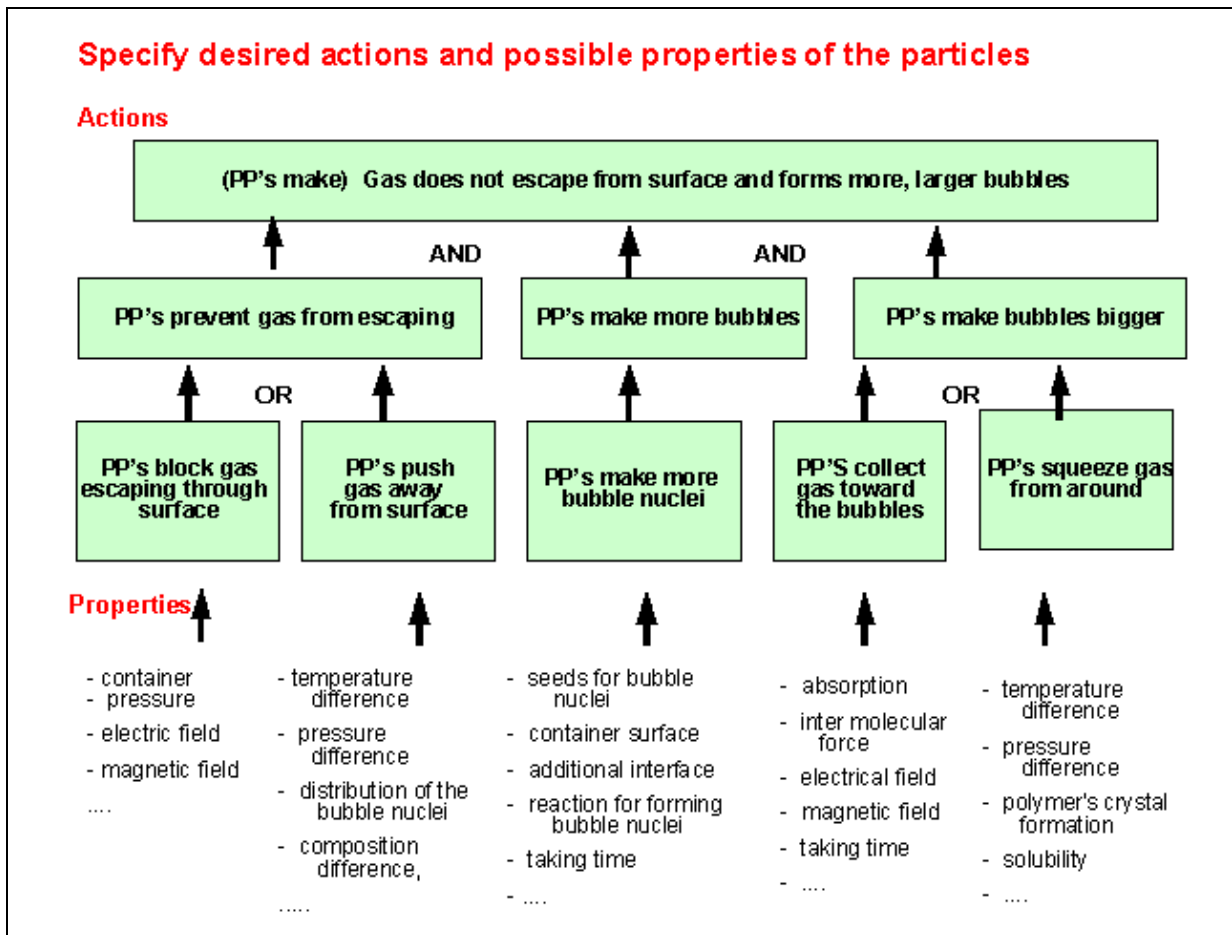 Specify desired actions and possible properties of the particles
Actions
(PP's make) Gas does not escape from surface and forms more, larger bubbles
AND
AND
PP's prevent gas from escaping
PP's make more bubbles
PP's make bubbles bigger
OR
OR
PP's block gas
escaping through
surface
PP's push
gas away
from surface
PP's make more
bubble nuclei
PP'S collect
gas toward
the bubbles
PP's squeeze gas
from around
Properties
- container
- pressure
- electric field
- magnetic field
....
- temperature
difference
- pressure
difference
- distribution of the
bubble nuclei
- composition
difference,
.....
- seeds for bubble
nuclei
- container surface
- additional interface
- reaction for forming
bubble nuclei
- taking time
- ....
- absorption
- inter molecular
force
- electrical field
- magnetic field
- taking time
- ....
- temperature
difference
- pressure
difference
- polymer's crystal
formation
- solubility
- ....